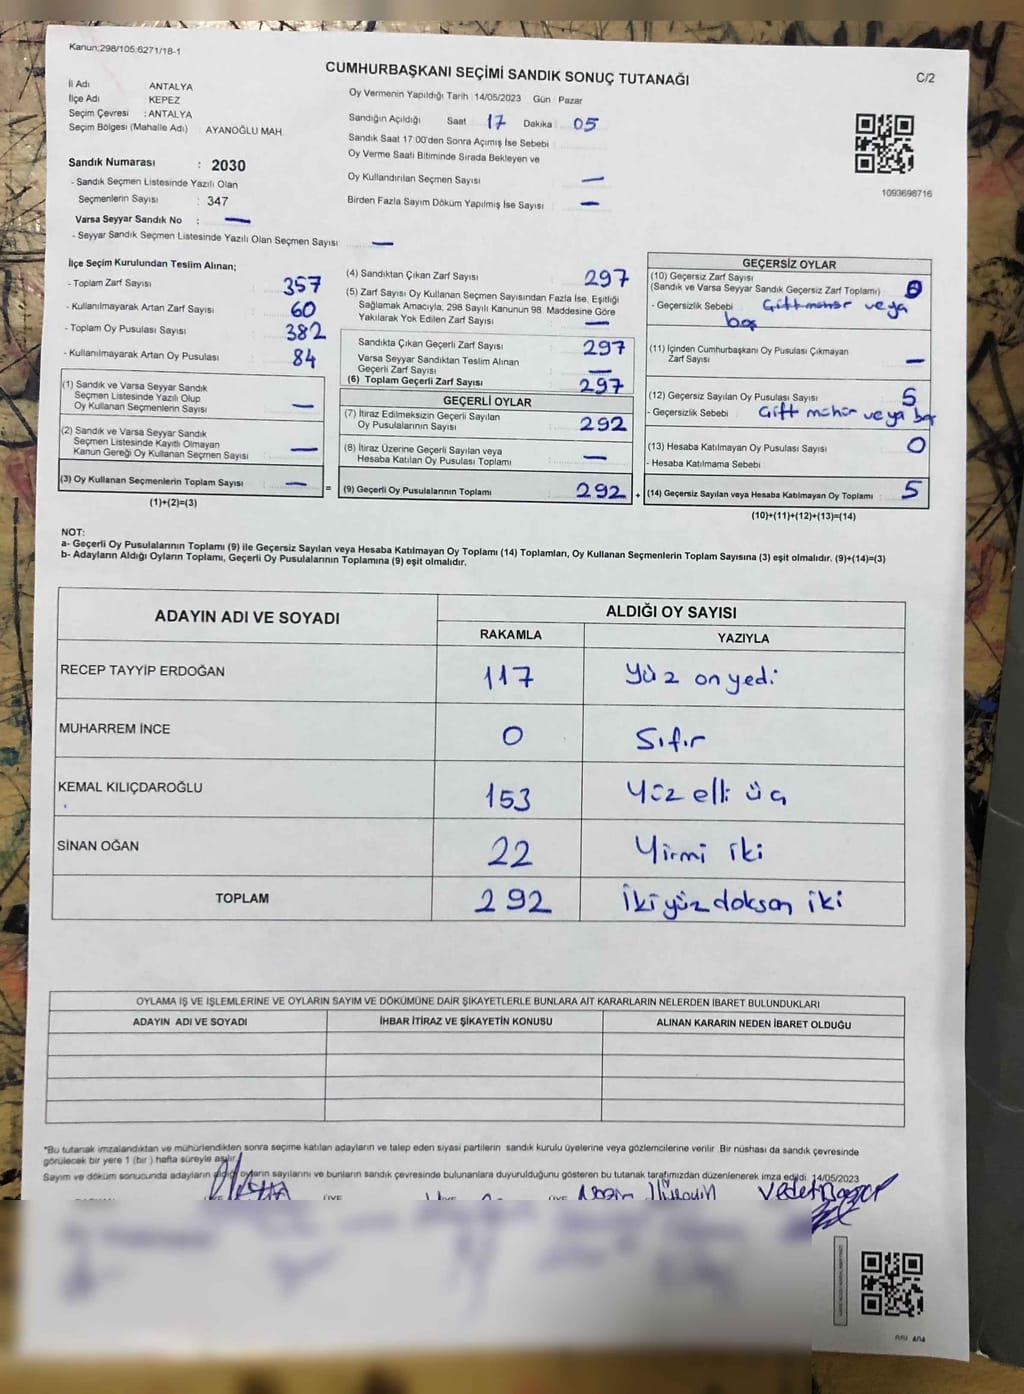 Kanun:298/105;6271/18-1
CUMHURBAŞKANI SEÇİMİ SANDIK SONUÇ TUTANAĞI
C/2
İl Adı ANTALYA
İlçe Adı KEPEZ
Seçim Çevresi : ANTALYA
Seçim Bölgesi (Mahalle Adı) AYANOĞLU MAH
Sandık Numarası : 2030
- Sandık Seçmen Listesinde Yazılı Olan
Seçmenlerin Sayısı : 347
Varsa Seyyar Sandık No : —
- Seyyar Sandık Seçmen Listesinde Yazılı Olan Seçmen Sayısı —
Oy Vermenin Yapıldığı Tarih :14/05/2023 Gün : Pazar
Sandığın Açıldığı Saat 17 Dakika 05
Sandık Saat 17:00'den Sonra Açımış İse Sebebi
Oy Verme Saati Bitiminde Sırada Bekleyen ve
Oy Kullandırılan Seçmen Sayısı —
Birden Fazla Sayım Döküm Yapılmış İse Sayısı —
1093698716
İlçe Seçim Kurulundan Teslim Alınan;
- Toplam Zarf Sayısı 357
- Kullanılmayarak Artan Zarf Sayısı 60
- Toplam Oy Pusulası Sayısı 382
- Kullanılmayarak Artan Oy Pusulası 84
(1) Sandık ve Varsa Seyyar Sandık
Seçmen Listesinde Yazılı Olup
Oy Kullanan Seçmenlerin Sayısı —
(2) Sandık ve Varsa Seyyar Sandık
Seçmen Listesinde Kayıtlı Olmayan
Kanun Gereği Oy Kullanan Seçmen Sayısı —
(3) Oy Kullanan Seçmenlerin Toplam Sayısı — =
(1)+(2)=(3)
(4) Sandıktan Çıkan Zarf Sayısı 297
(5) Zarf Sayısı Oy Kullanan Seçmen Sayısından Fazla İse, Eşitliği
Sağlamak Amacıyla, 298 Sayılı Kanunun 98. Maddesine Göre
Yakılarak Yok Edilen Zarf Sayısı —
Sandıkta Çıkan Geçerli Zarf Sayısı 297
Varsa Seyyar Sandıktan Teslim Alınan
Geçerli Zarf Sayısı —
(6) Toplam Geçerli Zarf Sayısı 297
GEÇERLİ OYLAR
(7) İtiraz Edilmeksizin Geçerli Sayılan
Oy Pusulalarının Sayısı 292
(8) İtiraz Üzerine Geçerli Sayılan veya
Hesaba Katılan Oy Pusulası Toplamı —
(9) Geçerli Oy Pusulalarının Toplamı 292 +
GEÇERSİZ OYLAR
(10) Geçersiz Zarf Sayısı
(Sandık ve Varsa Seyyar Sandık Geçersiz Zarf Toplamı)
- Geçersizlik Sebebi Çift mühür veya
boş
(11) İçinden Cumhurbaşkanı Oy Pusulası Çıkmayan
Zarf Sayısı —
(12) Geçersiz Sayılan Oy Pusulası Sayısı 5
- Geçersizlik Sebebi Çift mühür veya boş
(13) Hesaba Katılmayan Oy Pusulası Sayısı 0
- Hesaba Katılmama Sebebi
(14) Geçersiz Sayılan veya Hesaba Katılmayan Oy Toplamı 5
(10)+(11)+(12)+(13)=(14)
NOT:
a- Geçerli Oy Pusulalarının Toplamı (9) ile Geçersiz Sayılan veya Hesaba Katılmayan Oy Toplamı (14) Toplamları, Oy Kullanan Seçmenlerin Toplam Sayısına (3) eşit olmalıdır. (9)+(14)=(3)
b- Adayların Aldığı Oyların Toplamı, Geçerli Oy Pusulalarının Toplamına (9) eşit olmalıdır.
ADAYIN ADI VE SOYADI
ALDIĞI OY SAYISI
RAKAMLA YAZIYLA
RECEP TAYYİP ERDOĞAN 117 Yüz on yedi
MUHARREM İNCE 0 Sıfır
KEMAL KILIÇDAROĞLU 153 Yüz elli üç
SİNAN OĞAN 22 Yirmi iki
TOPLAM 292 İki yüz doksan iki
OYLAMA İŞ VE İŞLEMLERİNE VE OYLARIN SAYIM VE DÖKÜMÜNE DAİR ŞİKAYETLERLE BUNLARA AİT KARARLARIN NELERDEN İBARET BULUNDUKLARI
ADAYIN ADI VE SOYADI İHBAR İTİRAZ VE ŞİKAYETİN KONUSU ALINAN KARARIN NEDEN İBARET OLDUĞU
*Bu tutanak imzalandıktan ve mühürlendikten sonra seçime katılan adayların ve talep eden siyasi partilerin sandık kurulu üyelerine veya gözlemcilerine verilir .Bir nüshası da sandık çevresinde
görülecek bir yere 1 (bir ) hafta süreyle asılır.
Sayım ve döküm sonucunda adayların aldığı oyların sayılarını ve bunların sandık çevresinde bulunanlara duyurulduğunu gösteren bu tutanak tarafımızdan düzenlenerek imza edildi. 14/05/2023